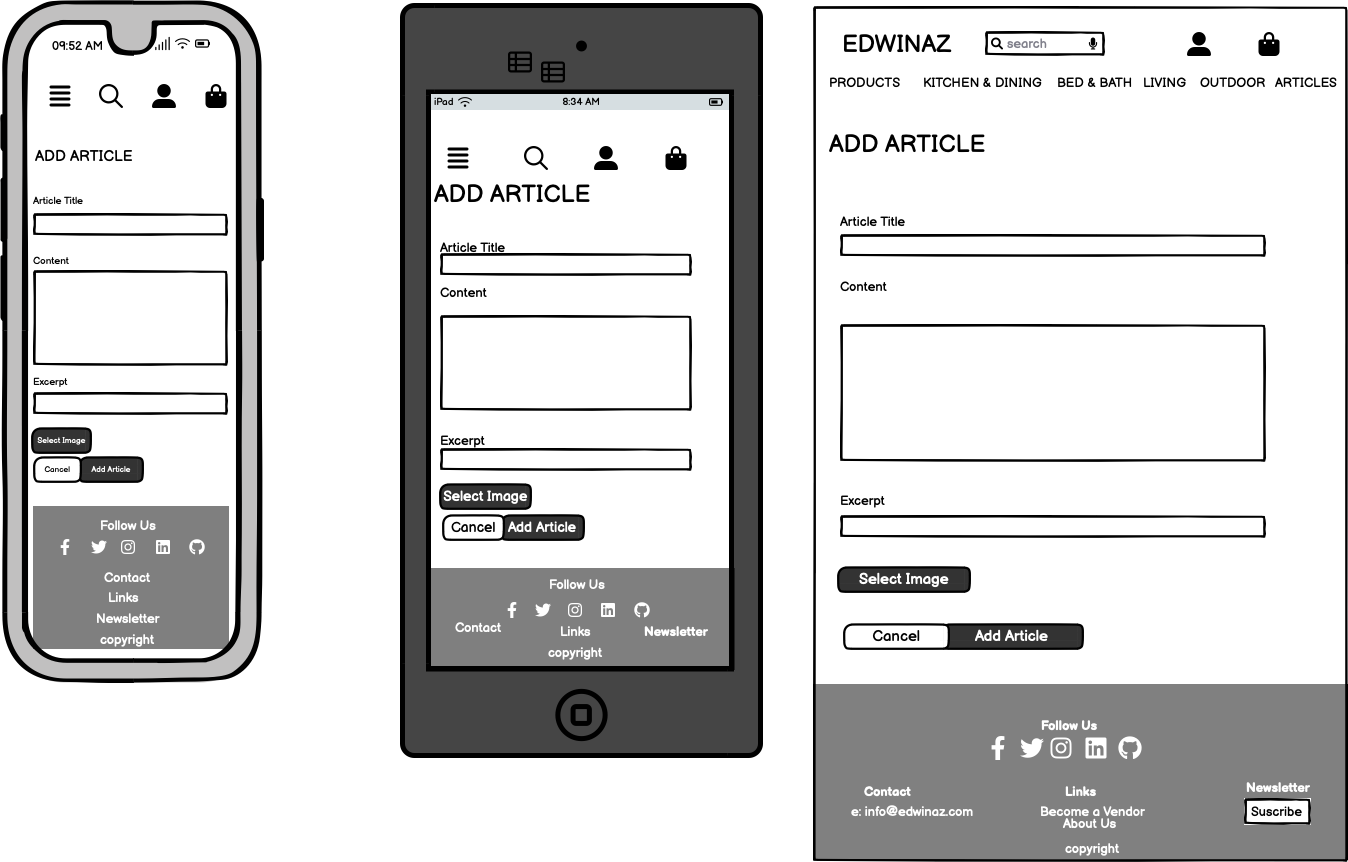 09:52 AM
ADD ARTICLE
Article Title
Content
Excerpt
Select Image
Cancel Add Article
Follow Us
Contact
Links
Newsletter
copyright
iPad 8:34 AM
ADD ARTICLE
Article Title
Content
Excerpt
Select Image
Cancel Add Article
Follow Us
Contact Links Newsletter
copyright
EDWINAZ search
PRODUCTS KITCHEN & DINING BED & BATH LIVING OUTDOOR ARTICLES
ADD ARTICLE
Article Title
Content
Excerpt
Select Image
Cancel Add Article
Follow Us
Contact Links Newsletter
e: info@edwinaz.com Become a Vendor Suscribe
About Us
copyright